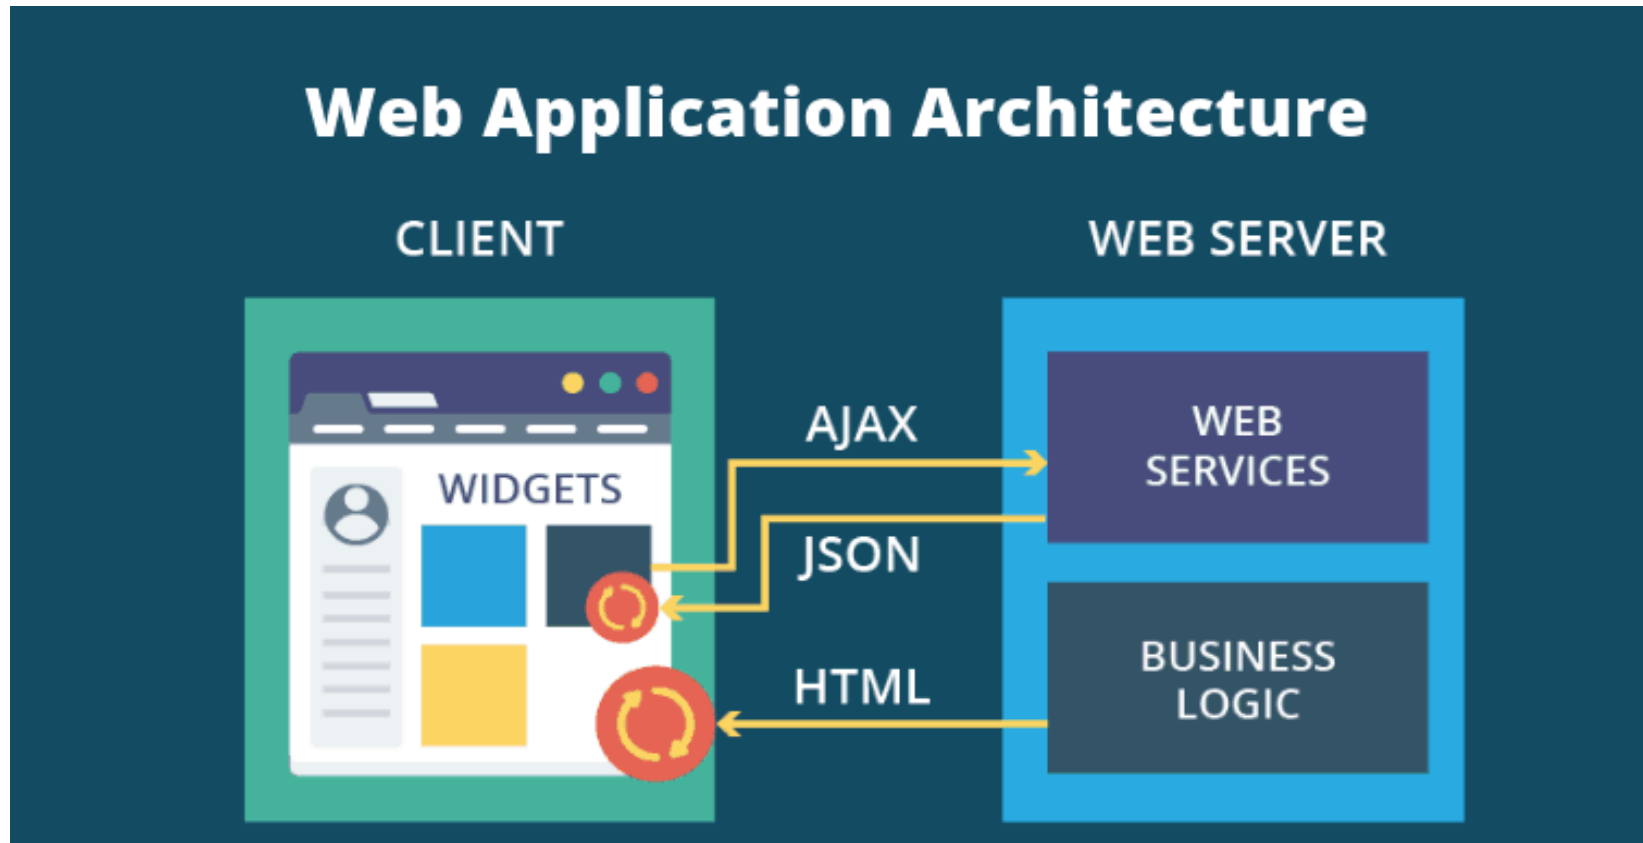 Web Application Architecture
CLIENT
WEB SERVER
WIDGETS
AJAX
JSON
HTML
WEB
SERVICES
BUSINESS
LOGIC